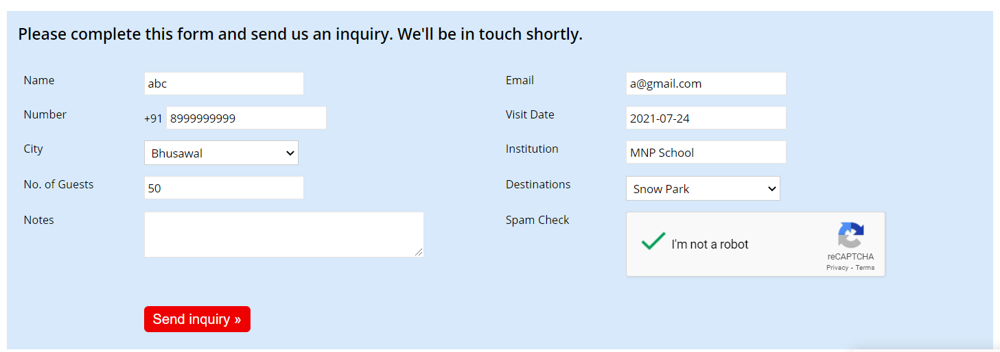 Please complete this form and send us an inquiry. We'll be in touch shortly.
Name abc Email a@gmail.com
Number +91 8999999999 Visit Date 2021-07-24
City Bhusawal Institution MNP School
No. of Guests 50 Destinations Snow Park
Notes Spam Check
I'm not a robot
reCAPTCHA
Privacy - Terms
Send inquiry »